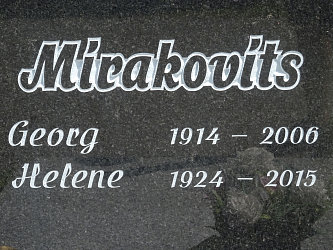 Mirakovits
Georg 1914 – 2006
Helene 1924 – 2015